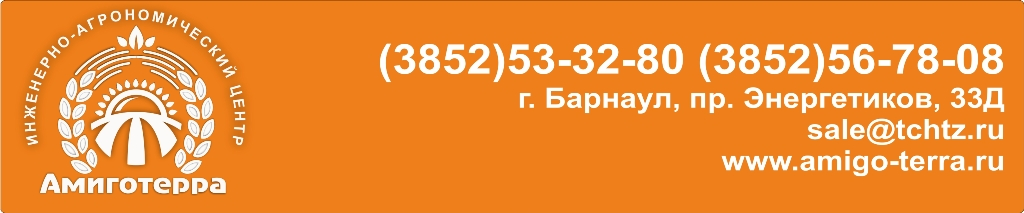 ИНЖЕНЕРНО-АГРОНОМИЧЕСКИЙ ЦЕНТР
Амиготерра
(3852)53-32-80 (3852)56-78-08
г. Барнаул, пр. Энергетиков, 33Д
sale@tchtz.ru
www.amigo-terra.ru